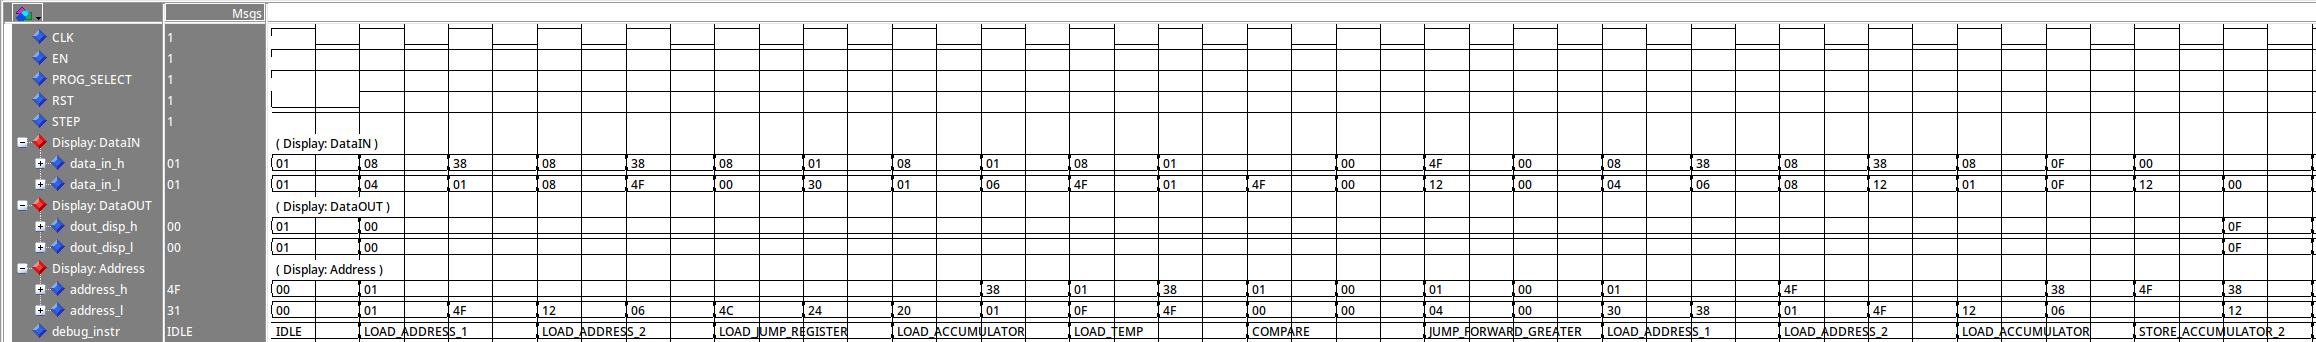 Msgs
CLK 1
EN 1
PROG_SELECT 1
RST 1
STEP 1
Display: DataIN ( Display: DataIN )
data_in_h 01 01 08 38 08 38 08 01 08 01 08 01 00 4F 00 08 38 08 38 08 0F 00
data_in_l 01 01 04 01 08 4F 00 30 01 06 4F 01 4F 00 12 00 04 06 08 12 01 0F 12 00
Display: DataOUT ( Display: DataOUT )
dout_disp_h 00 01 00 0F
dout_disp_l 00 01 00 0F
Display: Address ( Display: Address )
address_h 4F 00 01 38 01 38 01 00 01 00 01 4F 38 4F 38
address_l 31 00 01 4F 12 06 4C 24 20 01 0F 4F 00 00 04 00 30 38 01 4F 12 06 12
debug_instr IDLE IDLE LOAD_ADDRESS_1 LOAD_ADDRESS_2 LOAD_JUMP_REGISTER LOAD_ACCUMULATOR LOAD_TEMP COMPARE JUMP_FORWARD_GREATER LOAD_ADDRESS_1 LOAD_ADDRESS_2 LOAD_ACCUMULATOR STORE_ACCUMULATOR_2